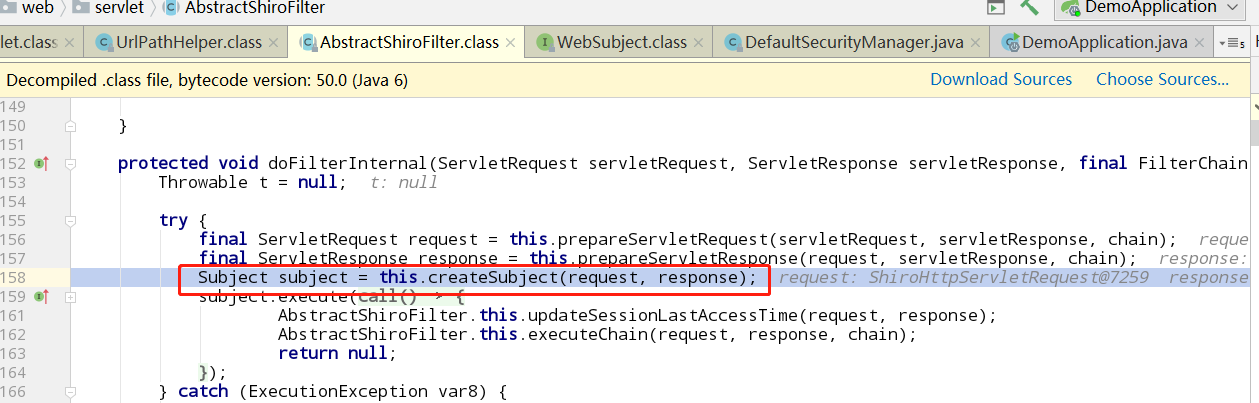 web servlet AbstractShiroFilter DemoApplication
let.class UrlPathHelper.class AbstractShiroFilter.class WebSubject.class DefaultSecurityManager.java DemoApplication.java 5
Decompiled .class file, bytecode version: 50.0 (Java 6) Download Sources Choose Sources...
149
150 }
151
152 protected void doFilterInternal(ServletRequest servletRequest, ServletResponse servletResponse, final FilterChain
153 Throwable t = null; t: null
154
155 try {
156 final ServletRequest request = this.prepareServletRequest(servletRequest, servletResponse, chain); reque
157 final ServletResponse response = this.prepareServletResponse(request, servletResponse, chain); response:
158 Subject subject = this.createSubject(request, response); request: ShiroHttpServletRequest@7259 response
159 subject.execute(call() → {
161 AbstractShiroFilter.this.updateSessionLastAccessTime(request, response);
162 AbstractShiroFilter.this.executeChain(request, response, chain);
163 return null;
164 });
166 } catch (ExecutionException var8) {